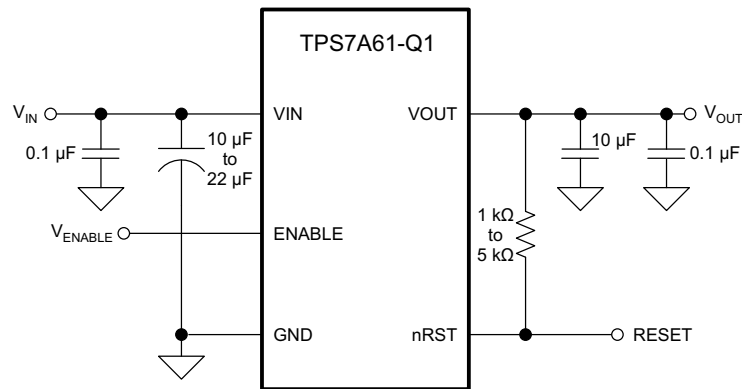 TPS7A61-Q1
V_IN
VIN
VOUT
V_OUT
0.1 µF
10 µF
to
22 µF
10 µF
0.1 µF
1 kΩ
to
5 kΩ
V_ENABLE
ENABLE
GND
nRST
RESET